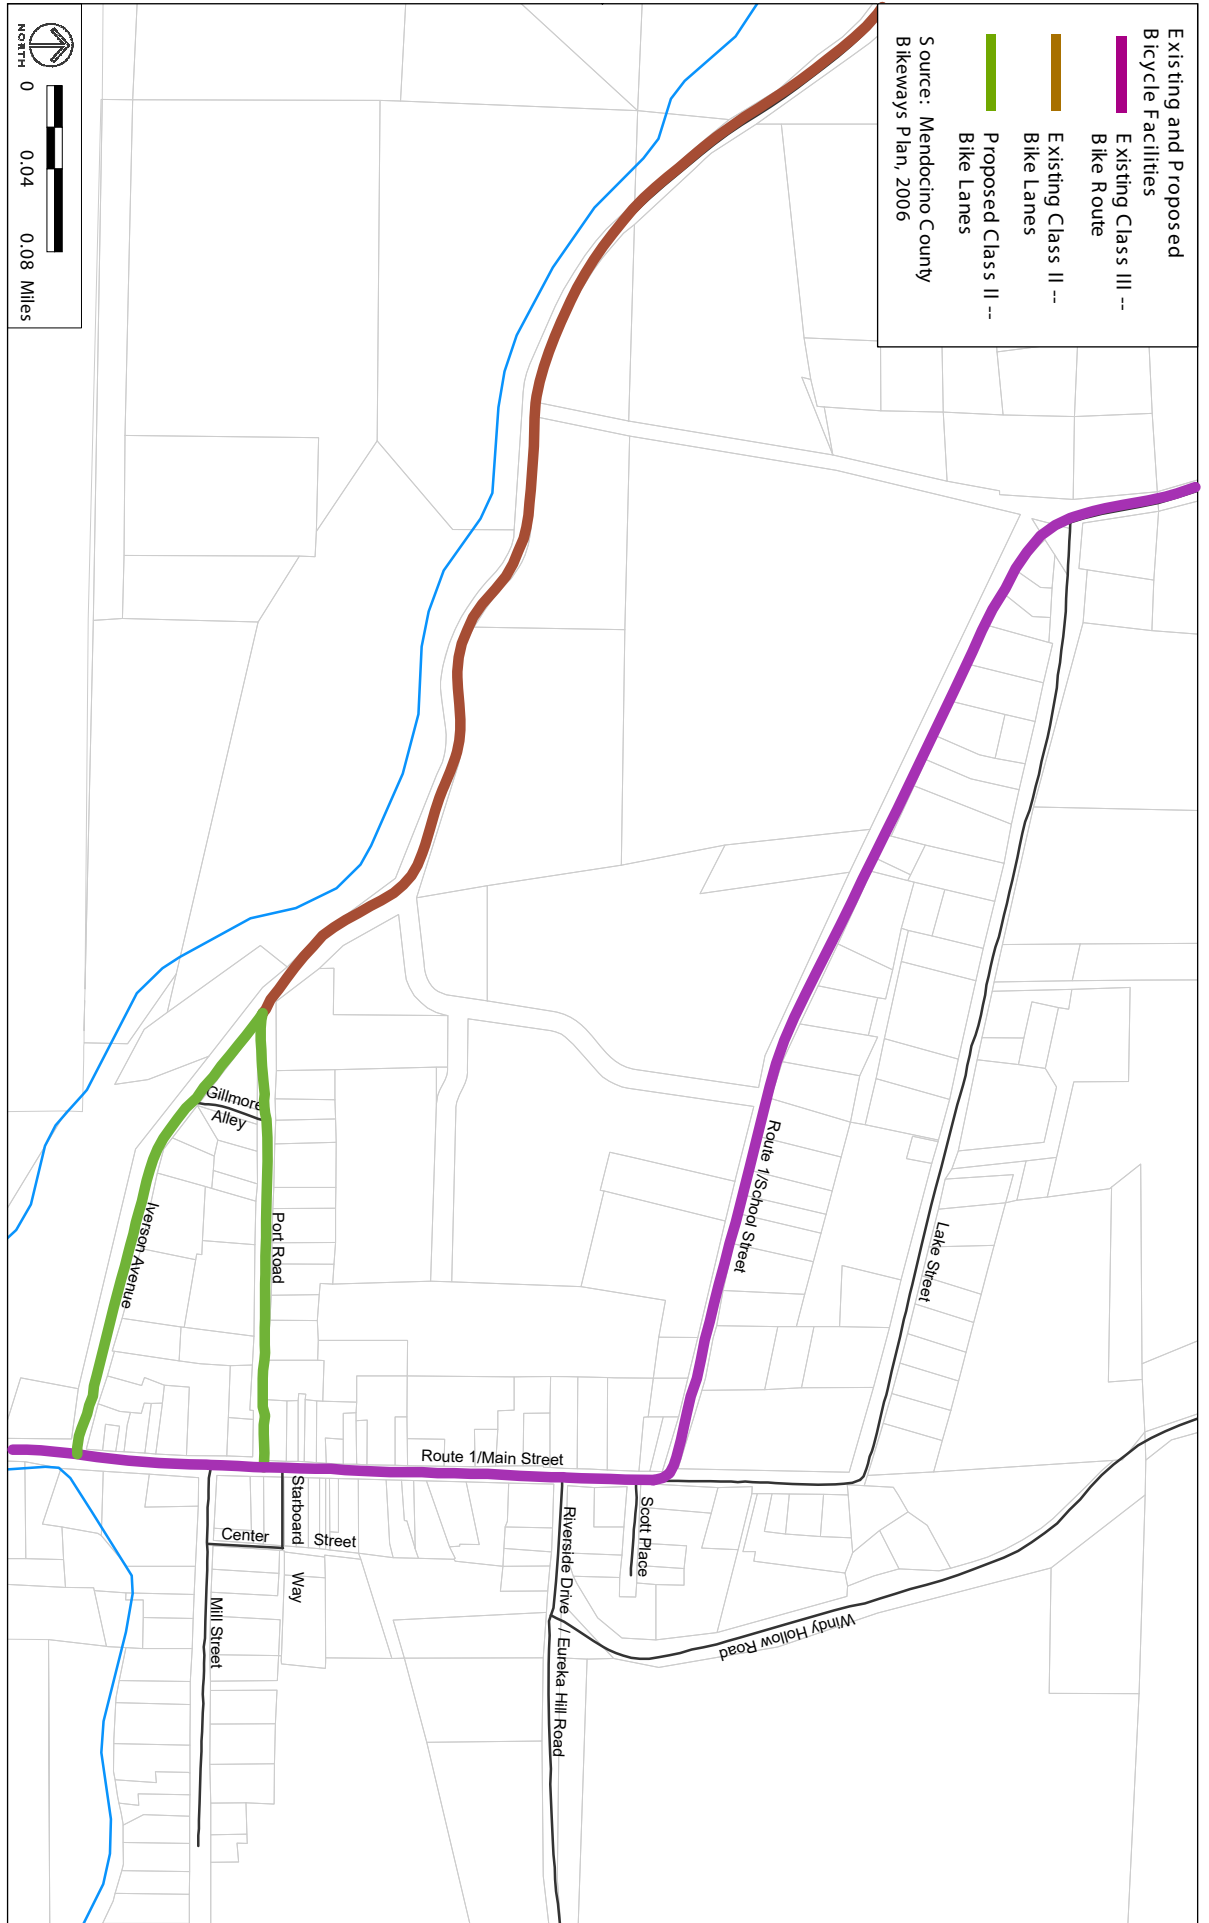 Existing and Proposed
Bicycle Facilities
Existing Class III --
Bike Route
Existing Class II --
Bike Lanes
Proposed Class II --
Bike Lanes
Source: Mendocino County
Bikeways Plan, 2006
NORTH
0 0.04 0.08 Miles
Gillmore
Alley
Iverson Avenue
Port Road
Route 1/School Street
Lake Street
Route 1/Main Street
Starboard
Way
Center Street
Mill Street
Scott Place
Riverside Drive / Eureka Hill Road
Windy Hollow Road